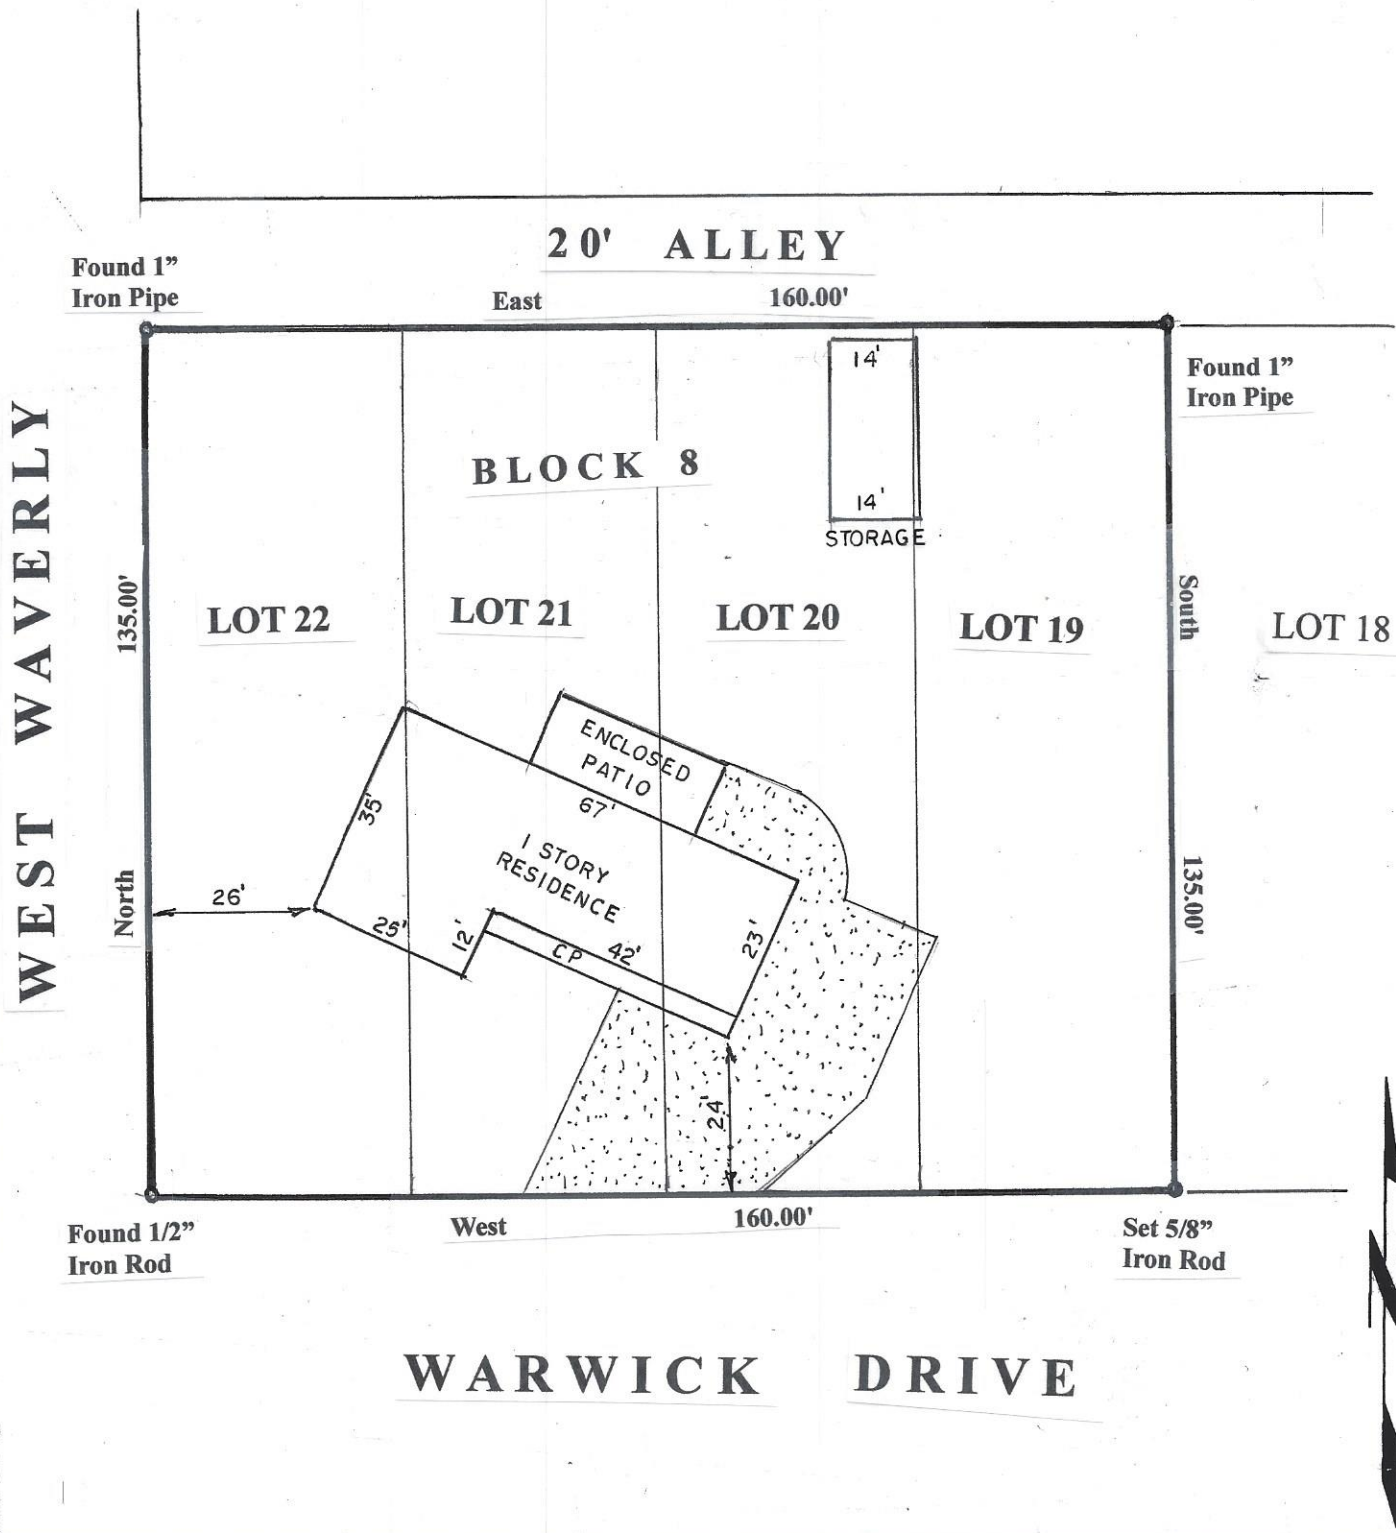 20' ALLEY
Found 1”
Iron Pipe
East
160.00'
Found 1”
Iron Pipe
14'
BLOCK 8
14'
STORAGE
WEST WAVERLY
135.00'
North
LOT 22
LOT 21
LOT 20
LOT 19
South
135.00'
LOT 18
ENCLOSED
PATIO
67'
35'
1 STORY
RESIDENCE
26'
25'
12'
CP
42'
23'
24'
Found 1/2”
Iron Rod
West
160.00'
Set 5/8”
Iron Rod
WARWICK DRIVE